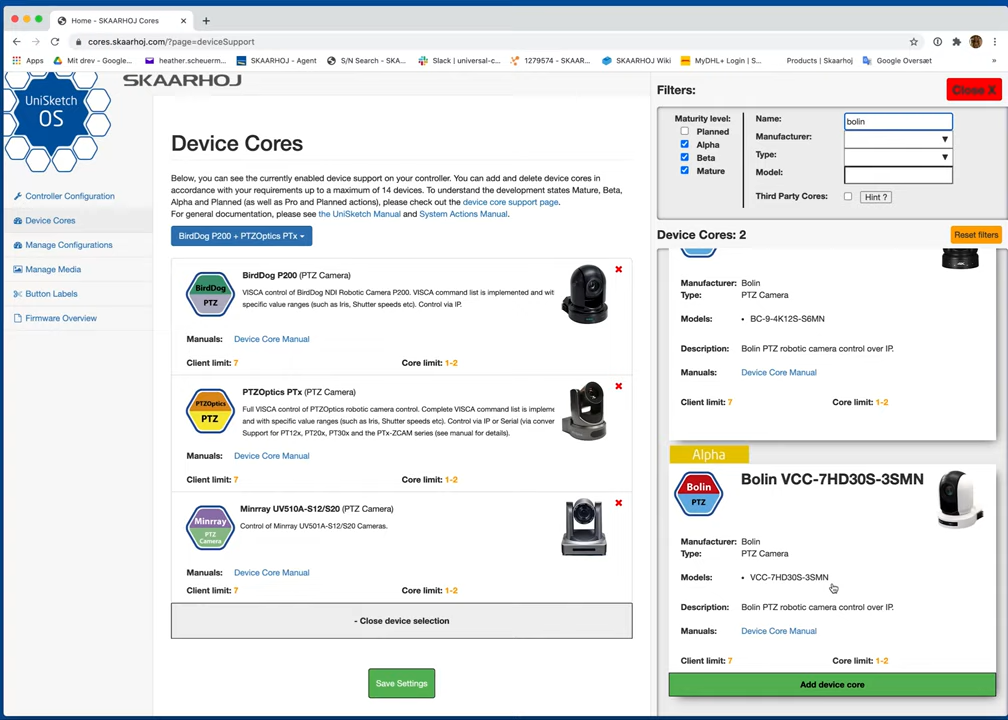 Home - SKAARHOJ Cores
cores.skaarhoj.com/?page=deviceSupport
Apps
Mit drev - Google...
heather.scheuerm...
SKAARHOJ - Agent
S/N Search - SKA...
Slack | universal-c...
1279574 - SKAAR...
SKAARHOJ Wiki
MyDHL+ Login | S...
Products | Skaarhoj
Google Oversæt
SKAARHOJ
UniSketch
OS
Controller Configuration
Device Cores
Manage Configurations
Manage Media
Button Labels
Firmware Overview
Device Cores
Below, you can see the currently enabled device support on your controller. You can add and delete device cores in
accordance with your requirements up to a maximum of 14 devices. To understand the development states Mature, Beta,
Alpha and Planned (as well as Pro and Planned actions), please check out the device core support page.
For general documentation, please see the UniSketch Manual and System Actions Manual.
BirdDog P200 + PTZOptics PTx
BirdDog
PTZ
BirdDog P200 (PTZ Camera)
VISCA control of BirdDog NDI Robotic Camera P200. VISCA command list is implemented and wit
specific value ranges (such as Iris, Shutter speeds etc). Control via IP.
Manuals: Device Core Manual
Client limit: 7 Core limit: 1-2
PTZOptics
PTZ
PTZOptics PTx (PTZ Camera)
Full VISCA control of PTZOptics robotic camera control. Complete VISCA command list is impleme
and with specific value ranges (such as Iris, Shutter speeds etc). Control via IP or Serial (via conver
Support for PT12x, PT20x, PT30x and the PTx-ZCAM series (see manual for details).
Manuals: Device Core Manual
Client limit: 7 Core limit: 1-2
Minrray
PTZ
Camera
Minrray UV510A-S12/S20 (PTZ Camera)
Control of Minrray UV501A-S12/S20 Cameras.
Manuals: Device Core Manual
Client limit: 7 Core limit: 1-2
- Close device selection
Save Settings
Filters:
Close X
Maturity level:
Planned
Alpha
Beta
Mature
Name: bolin
Manufacturer:
Type:
Model:
Third Party Cores: Hint ?
Device Cores: 2
Reset filters
Manufacturer: Bolin
Type: PTZ Camera
Models: • BC-9-4K12S-S6MN
Description: Bolin PTZ robotic camera control over IP.
Manuals: Device Core Manual
Client limit: 7 Core limit: 1-2
Alpha
Bolin
PTZ
Bolin VCC-7HD30S-3SMN
Manufacturer: Bolin
Type: PTZ Camera
Models: • VCC-7HD30S-3SMN
Description: Bolin PTZ robotic camera control over IP.
Manuals: Device Core Manual
Client limit: 7 Core limit: 1-2
Add device core